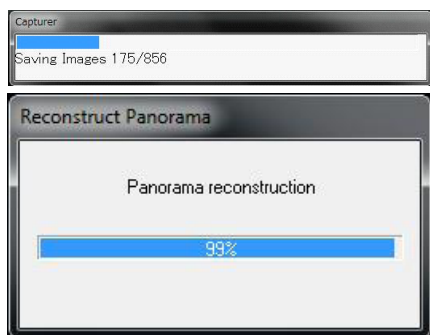 Capturer
Saving Images 175/856
Reconstruct Panorama
Panorama reconstruction
99%